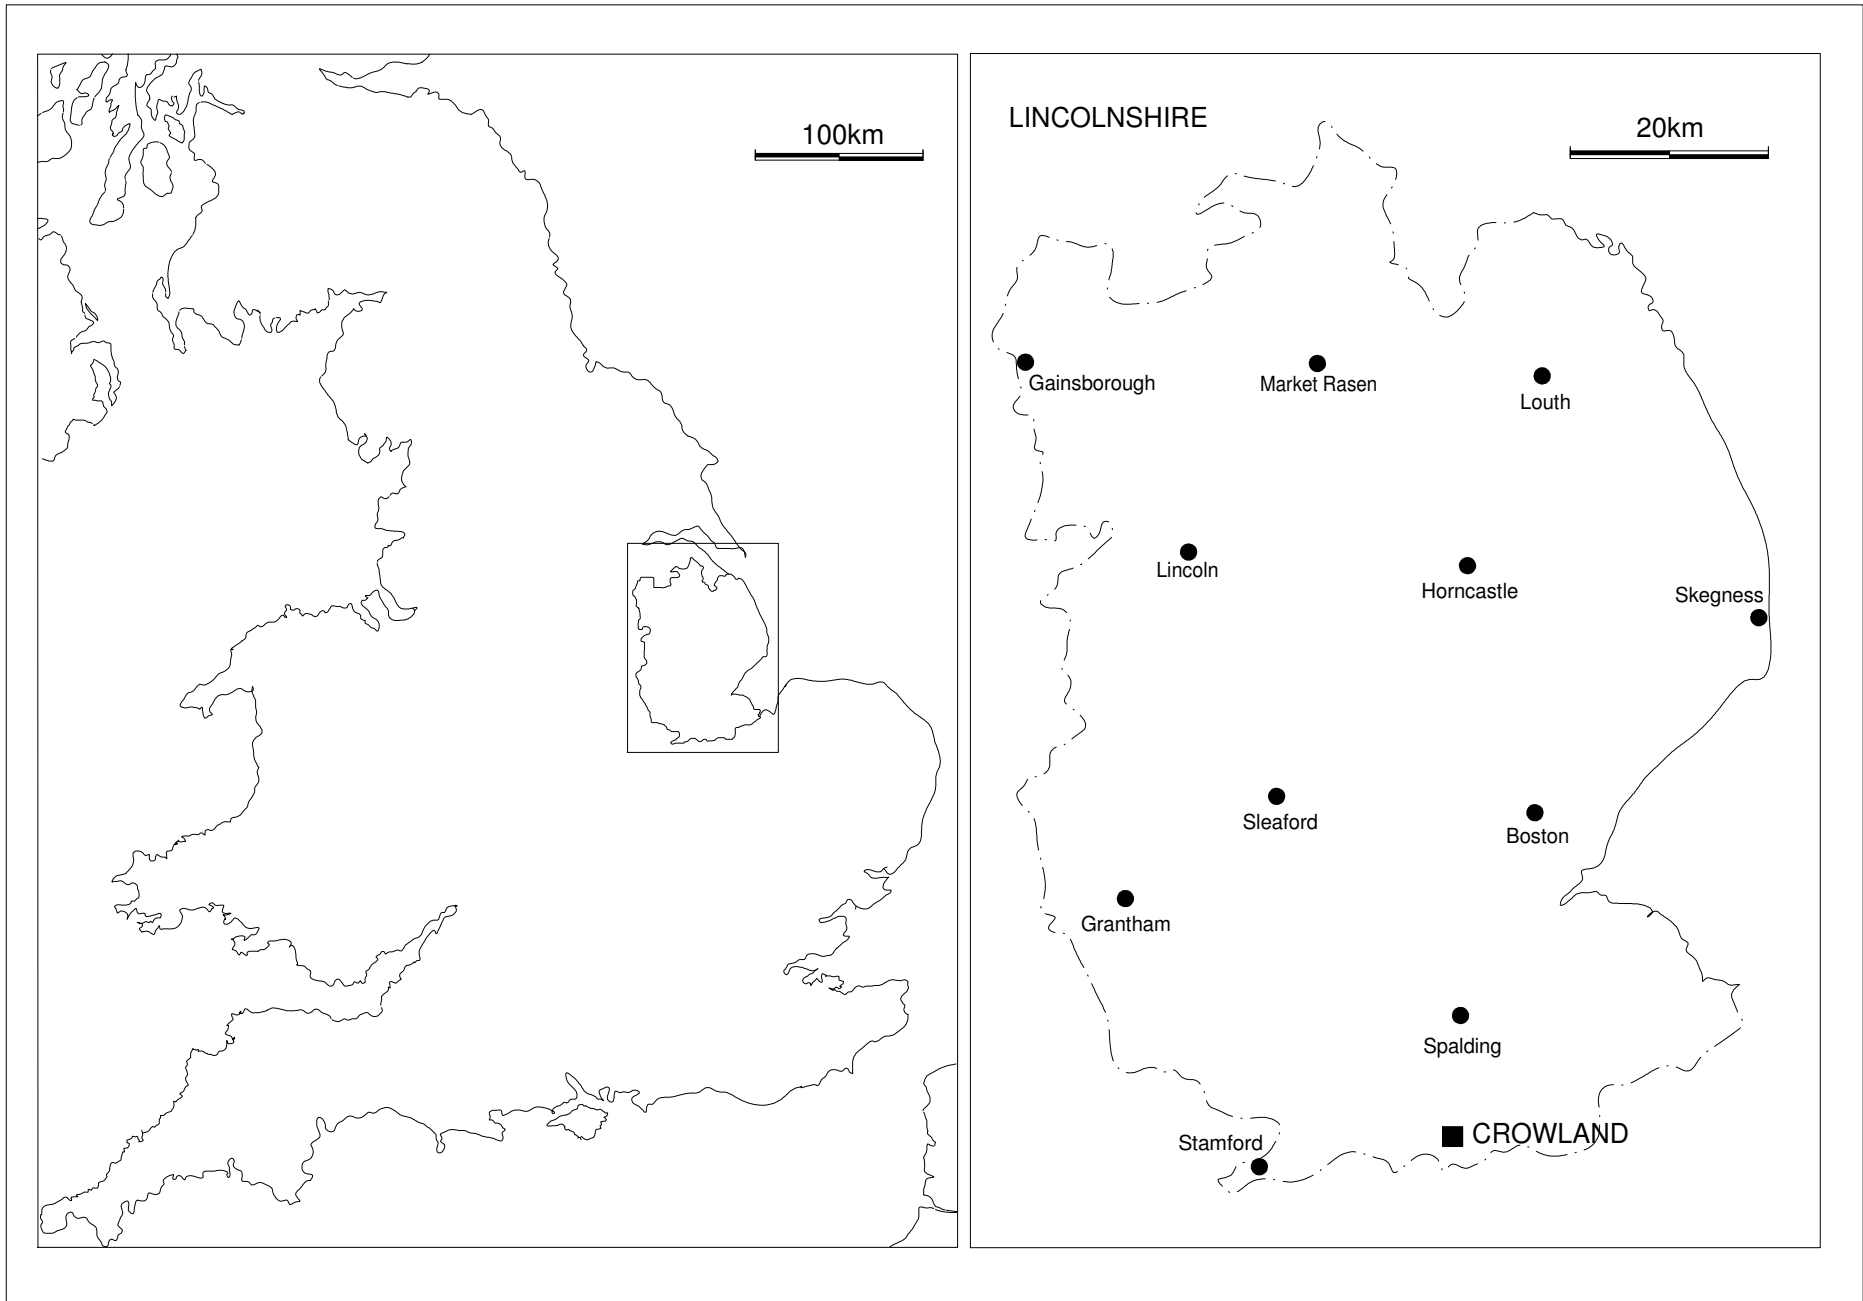 100km
LINCOLNSHIRE
20km
Gainsborough
Market Rasen
Louth
Lincoln
Horncastle
Skegness
Sleaford
Boston
Grantham
Spalding
Stamford
CROWLAND